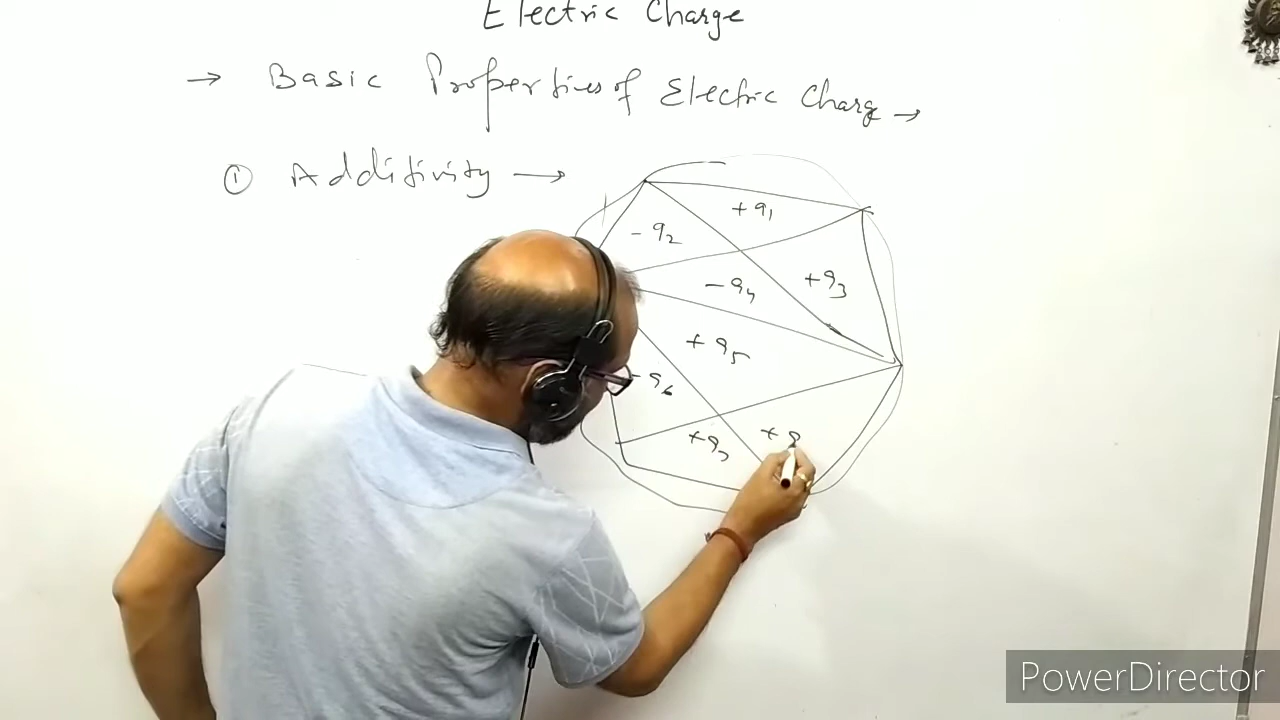 Electric Charge
→ Basic Properties of Electric Charge →
① Additivity →
+q1
-q2
-q4
+q3
+q5
-q6
+q7
+q
PowerDirector